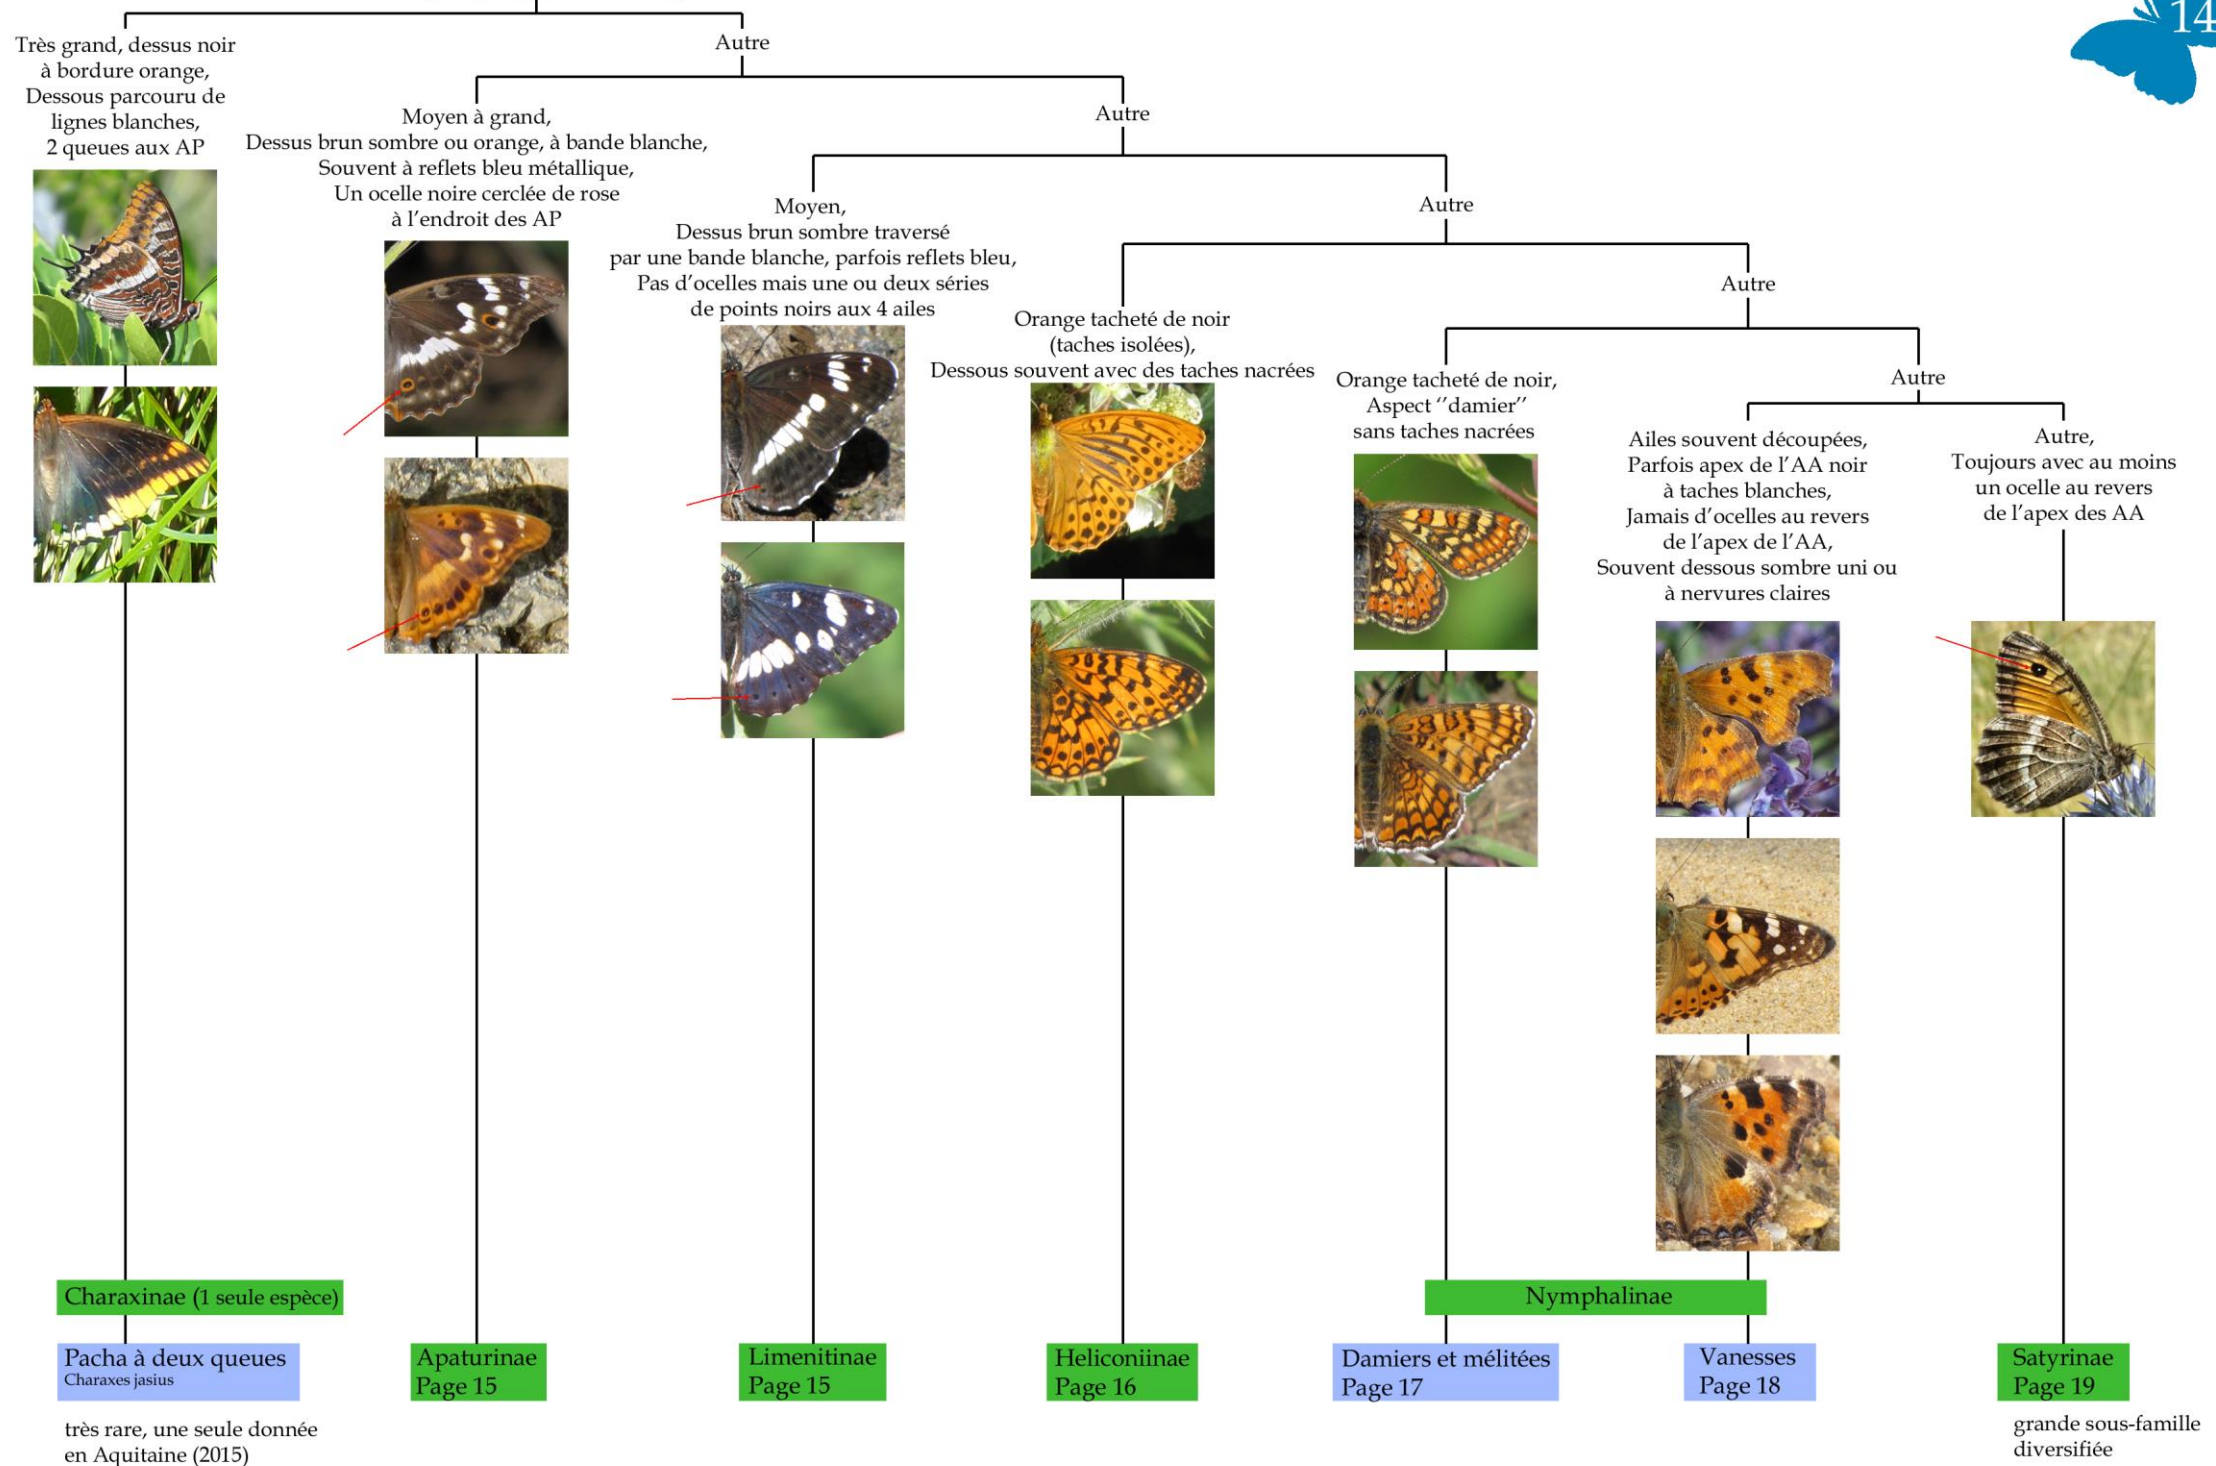 14
Très grand, dessus noir
à bordure orange,
Dessous parcouru de
lignes blanches,
2 queues aux AP
Autre
Moyen à grand,
Dessus brun sombre ou orange, à bande blanche,
Souvent à reflets bleu métallique,
Un ocelle noire cerclée de rose
à l'endroit des AP
Autre
Moyen,
Dessus brun sombre traversé
par une bande blanche, parfois reflets bleu,
Pas d'ocelles mais une ou deux séries
de points noirs aux 4 ailes
Autre
Orange tacheté de noir
(taches isolées),
Dessous souvent avec des taches nacrées
Autre
Orange tacheté de noir,
Aspect ‘’damier’’
sans taches nacrées
Autre
Ailes souvent découpées,
Parfois apex de l'AA noir
à taches blanches,
Jamais d'ocelles au revers
de l'apex de l'AA,
Souvent dessous sombre uni ou
à nervures claires
Autre,
Toujours avec au moins
un ocelle au revers
de l'apex des AA
Charaxinae (1 seule espèce)
Nymphalinae
Pacha à deux queues
Charaxes jasius
Apaturinae
Page 15
Limenitinae
Page 15
Heliconiinae
Page 16
Damiers et mélitées
Page 17
Vanesses
Page 18
Satyrinae
Page 19
très rare, une seule donnée
en Aquitaine (2015)
grande sous-famille
diversifiée